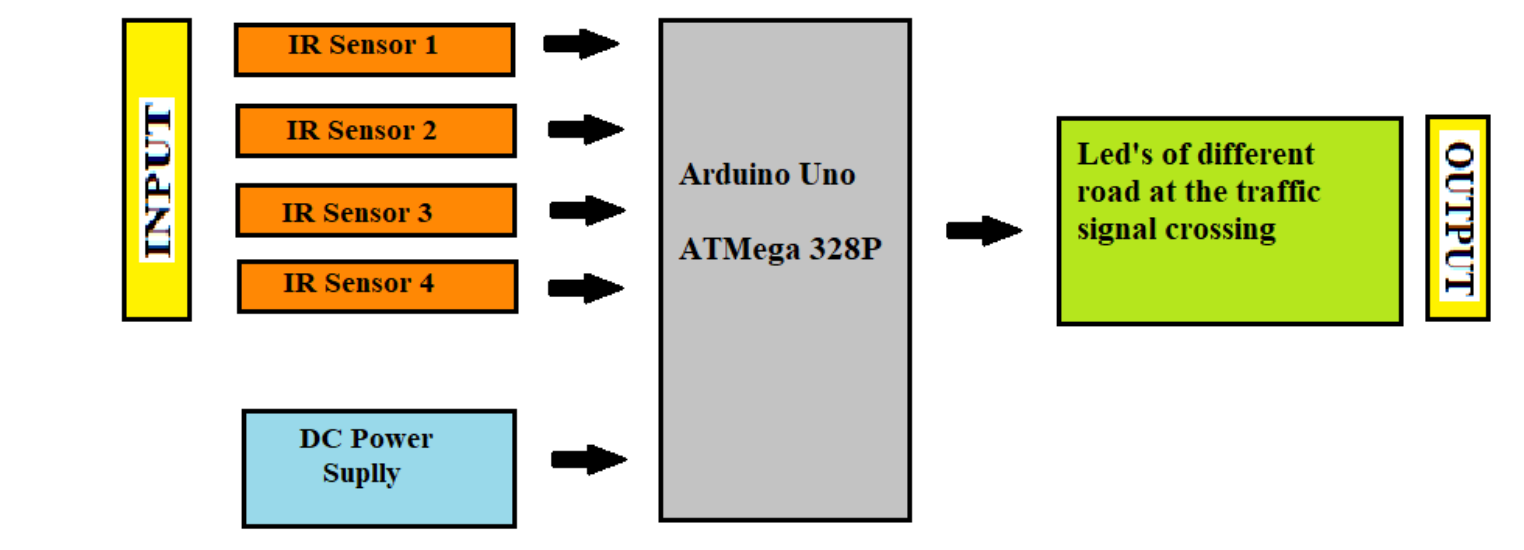 INPUT
IR Sensor 1
IR Sensor 2
IR Sensor 3
IR Sensor 4
DC Power
Suplly
Arduino Uno
ATMega 328P
Led's of different
road at the traffic
signal crossing
OUTPUT